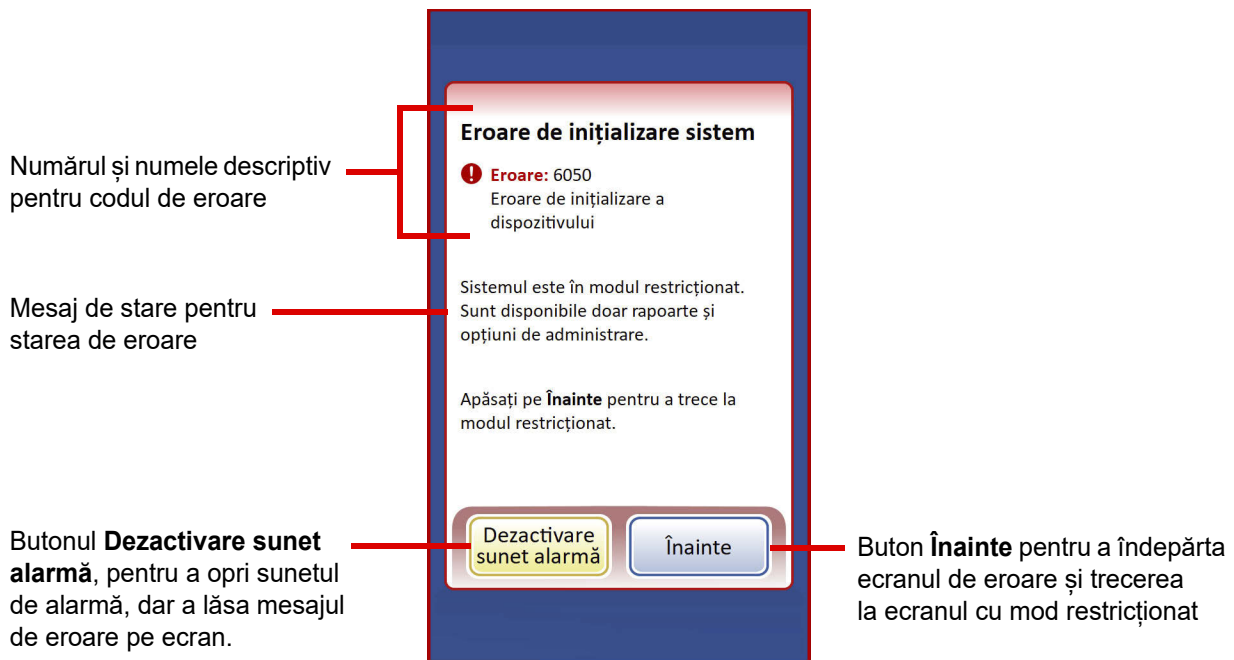 Numărul și numele descriptiv
pentru codul de eroare
Mesaj de stare pentru
starea de eroare
Butonul Dezactivare sunet
alarmă, pentru a opri sunetul
de alarmă, dar a lăsa mesajul
de eroare pe ecran.
Eroare de inițializare sistem
! Eroare: 6050
Eroare de inițializare a
dispozitivului
Sistemul este în modul restricționat.
Sunt disponibile doar rapoarte și
opțiuni de administrare.
Apăsați pe Înainte pentru a trece la
modul restricționat.
Dezactivare
sunet alarmă
Înainte
Buton Înainte pentru a îndepărta
ecranul de eroare și trecerea
la ecranul cu mod restricționat